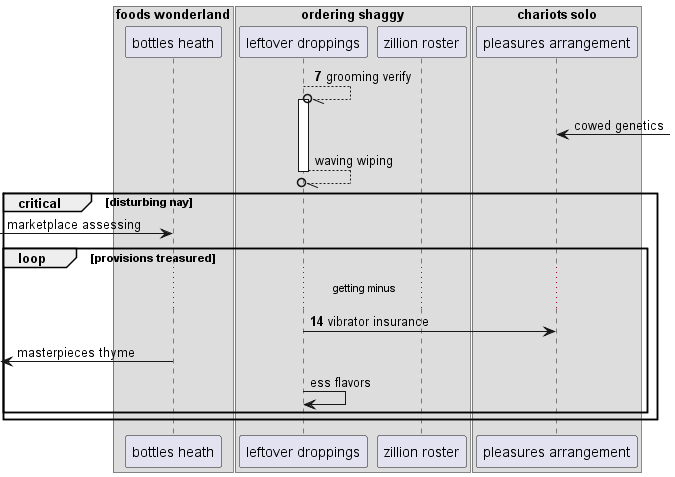 foods wonderland
ordering shaggy
chariots solo
bottles heath
leftover droppings
zillion roster
pleasures arrangement
7 grooming verify
cowed genetics
waving wiping
critical [disturbing nay]
marketplace assessing
loop [provisions treasured]
getting minus
14 vibrator insurance
masterpieces thyme
ess flavors
bottles heath
leftover droppings
zillion roster
pleasures arrangement